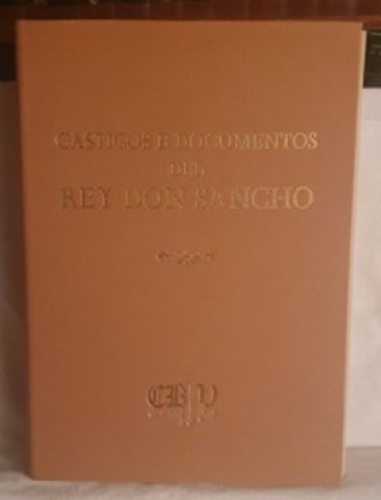 CASTIGOS E DOCUMENTOS
DEL
REY DON SANCHO